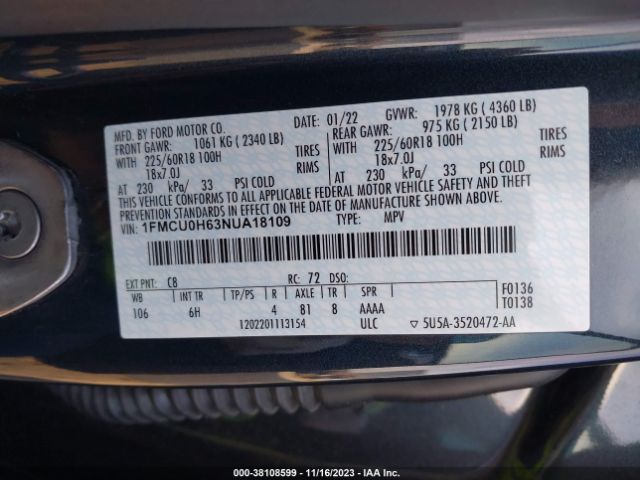 MFD. BY FORD MOTOR CO.
01/22 GVWR: 1978 KG ( 4360 LB)
FRONT GAWR: 1061 KG ( 2340 LB)
REAR GAWR: 975 KG ( 2150 LB)
WITH 225/60R18 100H TIRES
WITH 225/60R18 100H TIRES
18x7.0J RIMS
18x7.0J RIMS
AT 230 kPa/ 33 PSI COLD
AT 230 kPa/ 33 PSI COLD
THIS VEHICLE CONFORMS TO ALL APPLICABLE FEDERAL MOTOR VEHICLE SAFETY AND THEFT
PREVENTION STANDARDS IN EFFECT ON THE DATE OF MANUFACTURE SHOWN ABOVE.
VIN: 1FMCU0H63NUA18109 TYPE: MPV
EXT PNT: C8 RC: 72 DSO:
WB INT TR TP/PS R AXLE TR SPR
106 6H 4 81 8 AAAA
F0136
T0138
1202201113154 ULC ▽ 5U5A-3520472-AA
000-38108599 - 11/16/2023 - IAA Inc.